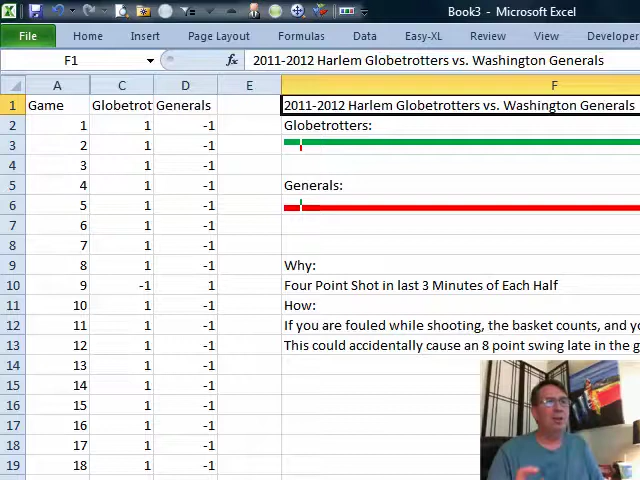 Book3 - Microsoft Excel
File Home Insert Page Layout Formulas Data Easy-XL Review View Developer
F1 fx 2011-2012 Harlem Globetrotters vs. Washington Generals
A C D E F
1 Game Globetrot Generals 2011-2012 Harlem Globetrotters vs. Washington Generals
2 1 1 -1 Globetrotters:
3 2 1 -1
4 3 1 -1
5 4 1 -1 Generals:
6 5 1 -1
7 6 1 -1
8 7 1 -1
9 8 1 -1 Why:
10 9 -1 1 Four Point Shot in last 3 Minutes of Each Half
11 10 1 -1 How:
12 11 1 -1 If you are fouled while shooting, the basket counts, and
13 12 1 -1 This could accidentally cause an 8 point swing late in the
14 13 1 -1
15 14 1 -1
16 15 1 -1
17 16 1 -1
18 17 1 -1
19 18 1 -1